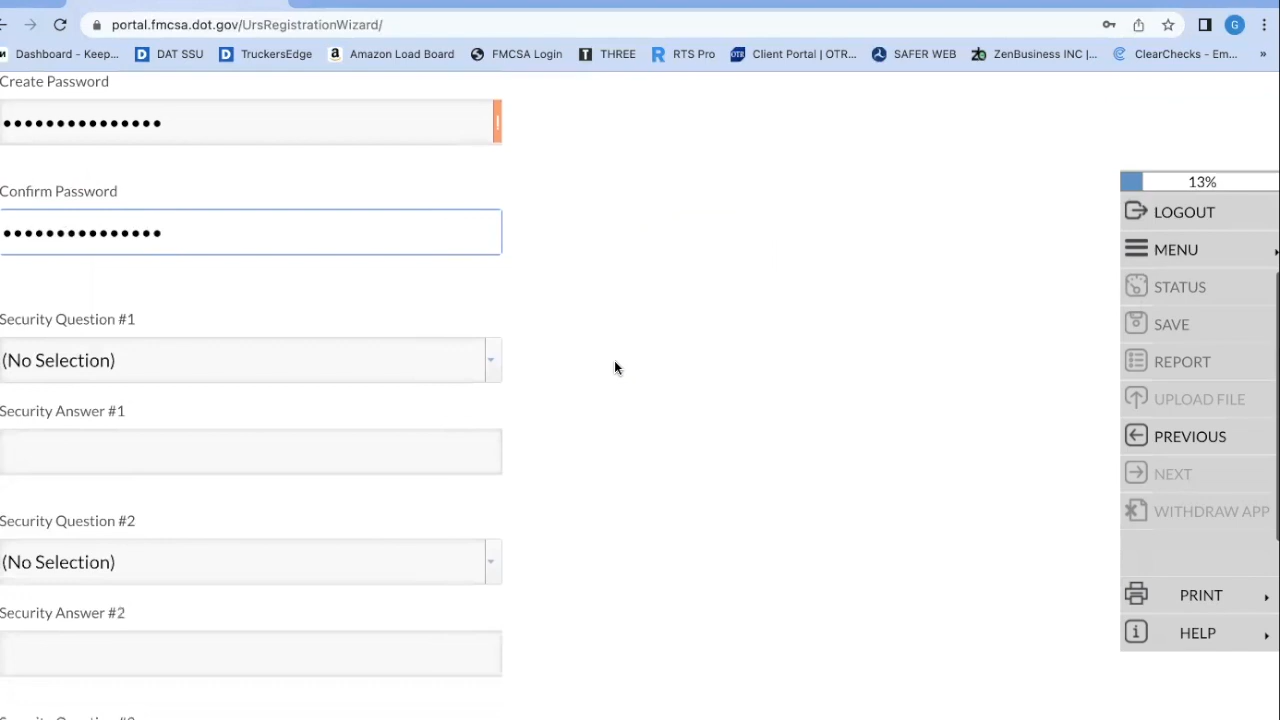 portal.fmcsa.dot.gov/UrsRegistrationWizard/
G
Dashboard - Keep... DAT SSU TruckersEdge Amazon Load Board FMCSA Login THREE RTS Pro Client Portal | OTR... SAFER WEB ZenBusiness INC |... ClearChecks - Em... »
Create Password
•••••••••••••••
Confirm Password
•••••••••••••••
Security Question #1
(No Selection)
Security Answer #1
Security Question #2
(No Selection)
Security Answer #2
13%
LOGOUT
MENU
STATUS
SAVE
REPORT
UPLOAD FILE
PREVIOUS
NEXT
WITHDRAW APP
PRINT
HELP